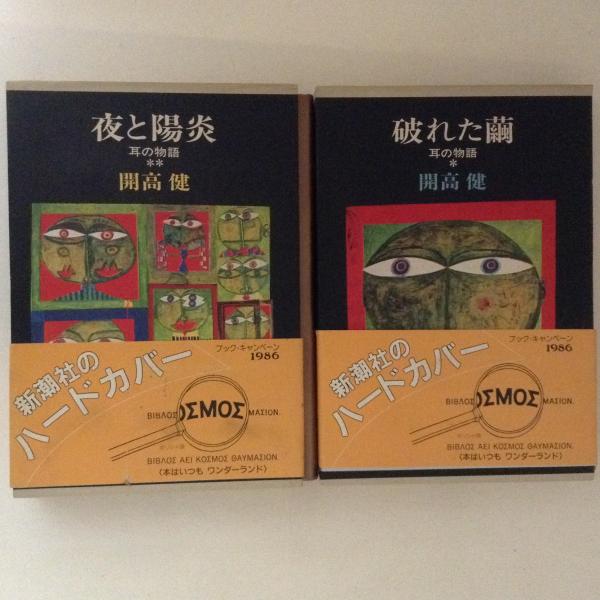 夜と陽炎
耳の物語
**
開高 健
新潮社の
ハードカバー
ブック・キャンペーン
1986
ΒΙΒΛΟΣ ΟΣΜΟΣ ΜΑΣΙΟΝ.
ΒΙΒΛΟΣ ΑΕΙ ΚΟΣΜΟΣ ΘΑΥΜΑΣΙΟΝ.
(本はいつも ワンダーランド)
破れた繭
耳の物語
*
開高 健
新潮社の
ハードカバー
ブック・キャンペーン
1986
ΒΙΒΛΟΣ ΟΣΜΟΣ ΜΑΣΙΟΝ.
ΒΙΒΛΟΣ ΑΕΙ ΚΟΣΜΟΣ ΘΑΥΜΑΣΙΟΝ.
(本はいつも ワンダーランド)